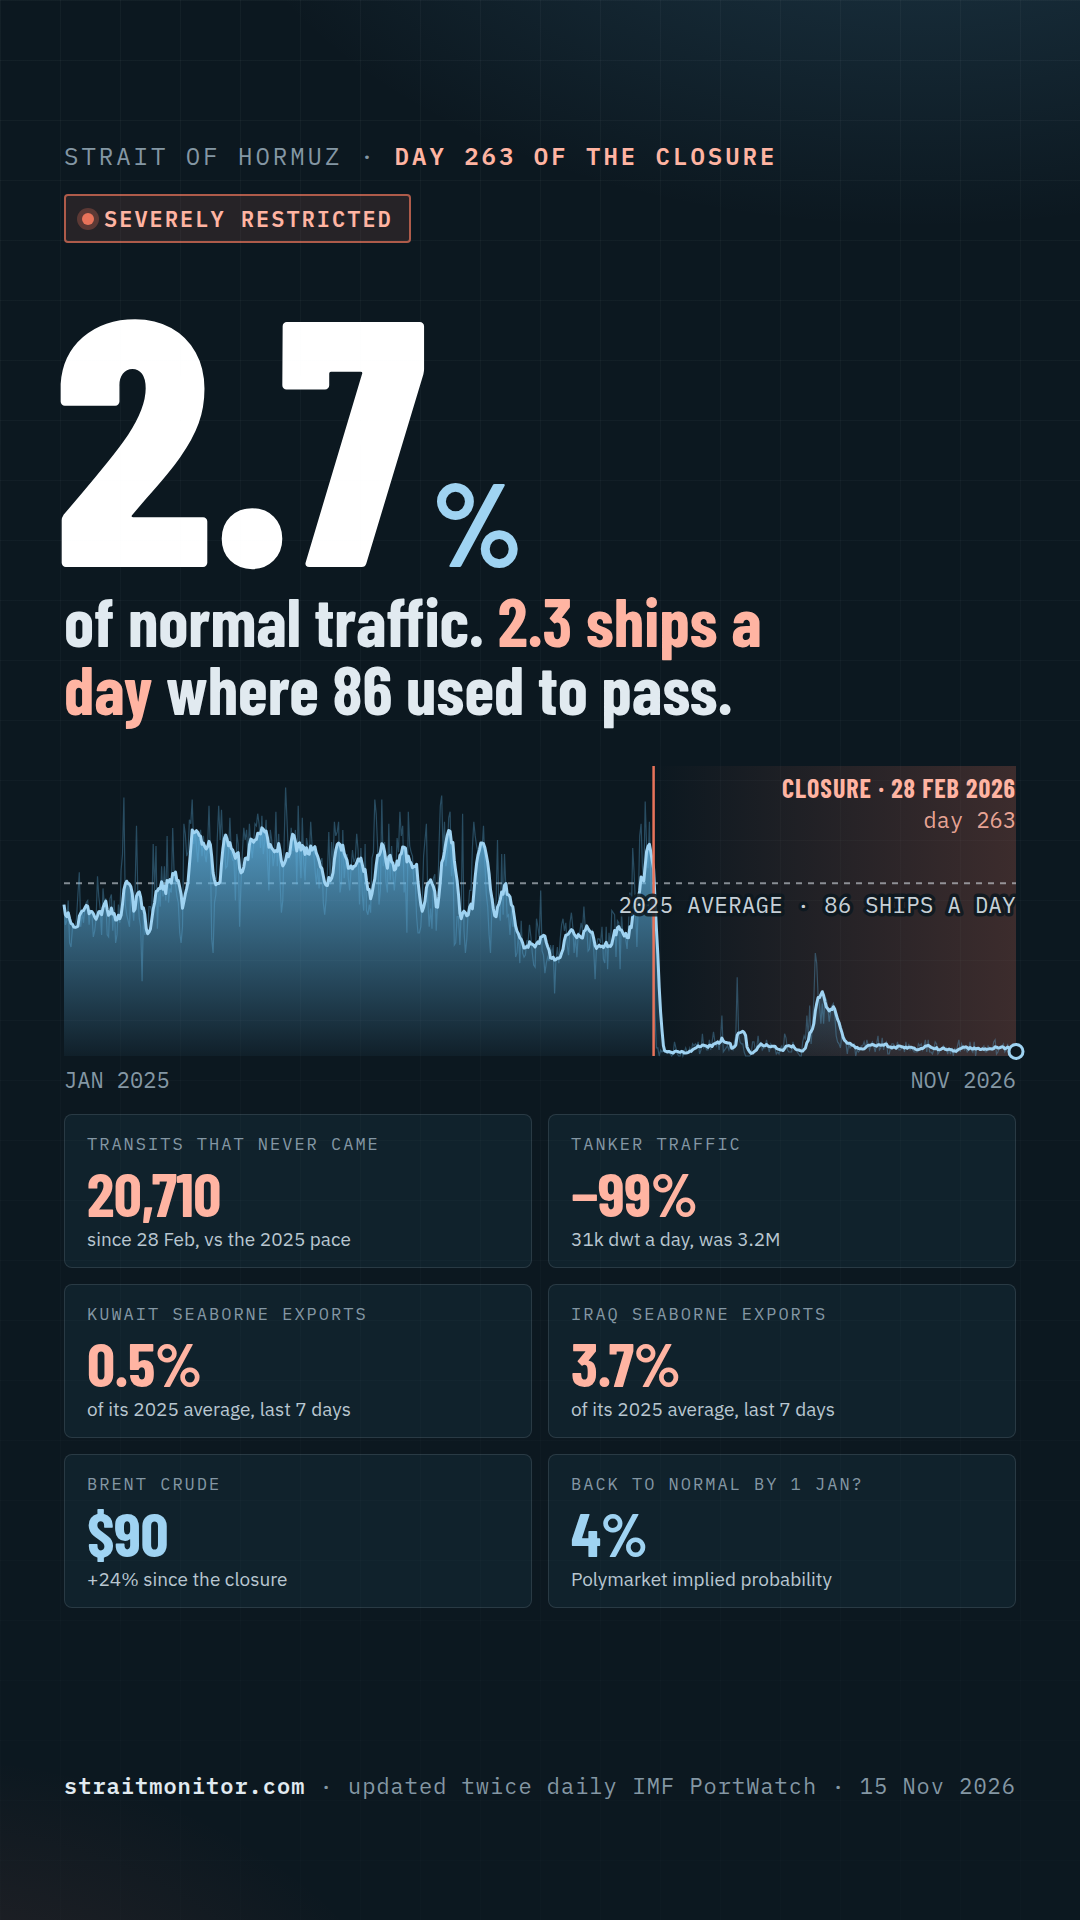 STRAIT OF HORMUZ · DAY 263 OF THE CLOSURE
SEVERELY RESTRICTED
2.7%
of normal traffic. 2.3 ships a
day where 86 used to pass.
CLOSURE · 28 FEB 2026
day 263
2025 AVERAGE · 86 SHIPS A DAY
JAN 2025
NOV 2026
TRANSITS THAT NEVER CAME
20,710
since 28 Feb, vs the 2025 pace
TANKER TRAFFIC
−99%
31k dwt a day, was 3.2M
KUWAIT SEABORNE EXPORTS
0.5%
of its 2025 average, last 7 days
IRAQ SEABORNE EXPORTS
3.7%
of its 2025 average, last 7 days
BRENT CRUDE
$90
+24% since the closure
BACK TO NORMAL BY 1 JAN?
4%
Polymarket implied probability
straitmonitor.com · updated twice daily IMF PortWatch · 15 Nov 2026